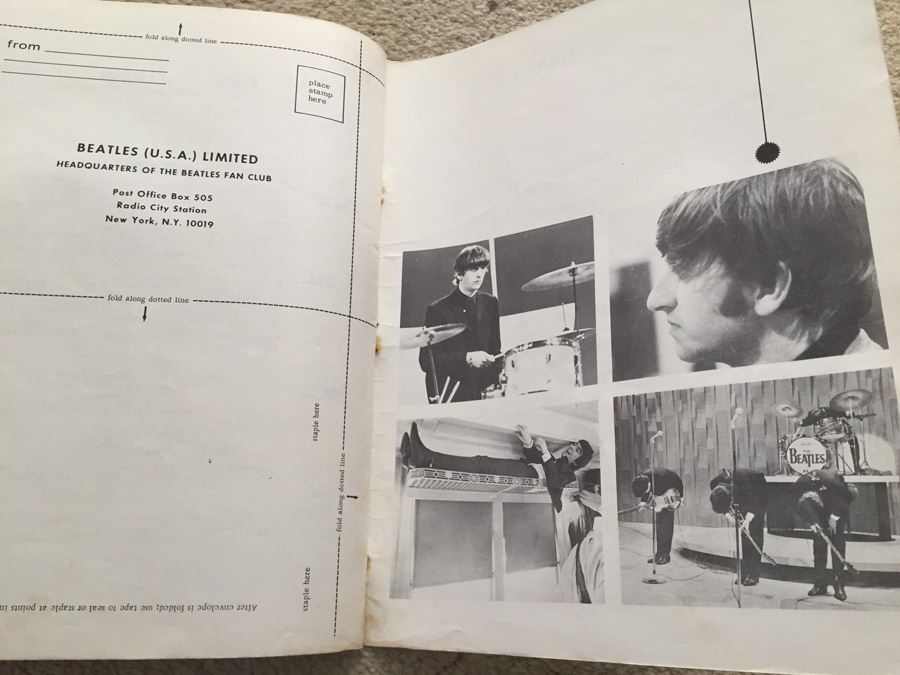 fold along dotted line
from
place
stamp
here
BEATLES (U.S.A.) LIMITED
HEADQUARTERS OF THE BEATLES FAN CLUB
Post Office Box 505
Radio City Station
New York, N.Y. 10019
fold along dotted line
staple here
fold along dotted line
staple here
After envelope is folded; use tape to seal or staple at points in
THE
BEATLES